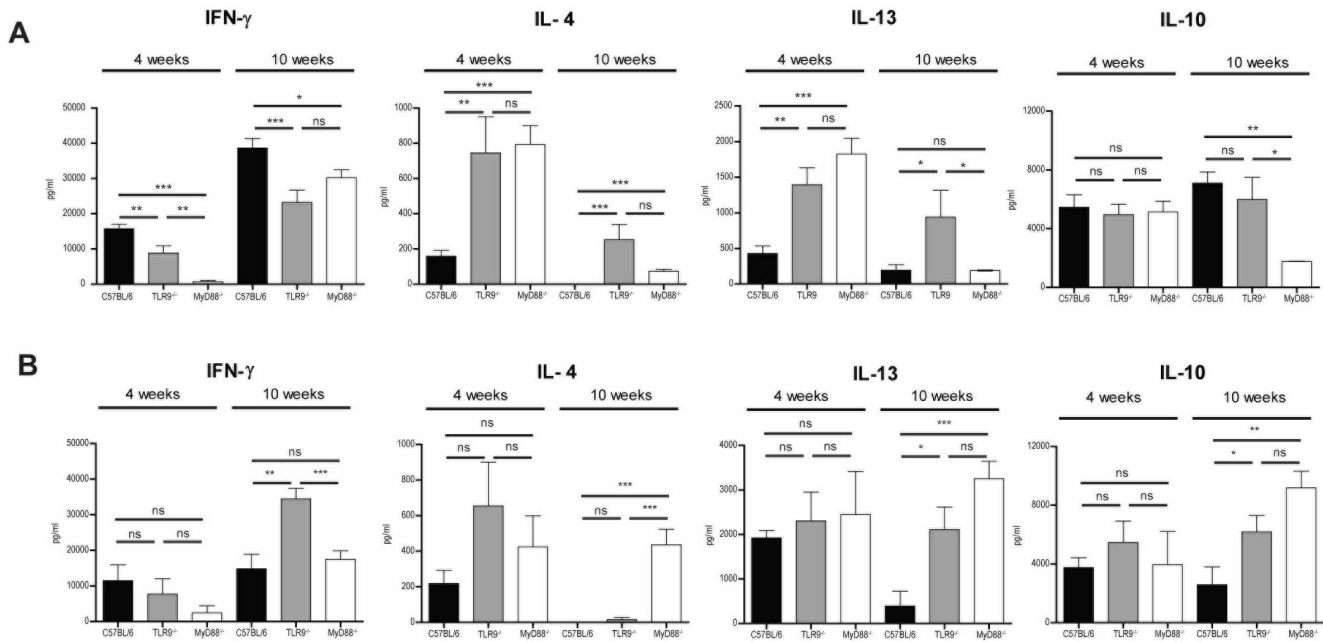 A
IFN-γ IL- 4 IL-13 IL-10
4 weeks 10 weeks 4 weeks 10 weeks 4 weeks 10 weeks 4 weeks 10 weeks
pg/ml
50000
40000
30000
20000
10000
0
*** ** ** * *** ns
C57BL/6 TLR9-/- MyD88-/- C57BL/6 TLR9-/- MyD88-/-
pg/ml
1000
800
600
400
200
0
*** ** ns *** *** ns
C57BL/6 TLR9-/- MyD88-/- C57BL/6 TLR9-/- MyD88-/-
pg/ml
2500
2000
1500
1000
500
0
*** ** ns ns * *
C57BL/6 TLR9 MyD88-/- C57BL/6 TLR9 MyD88-/-
pg/ml
12000
8000
4000
0
ns ns ns ** ns *
C57BL/6 TLR9-/- MyD88-/- C57BL/6 TLR9-/- MyD88-/-
B
IFN-γ IL- 4 IL-13 IL-10
4 weeks 10 weeks 4 weeks 10 weeks 4 weeks 10 weeks 4 weeks 10 weeks
pg/ml
50000
40000
30000
20000
10000
0
ns ns ns ns ** ***
C57BL/6 TLR9-/- MyD88-/- C57BL/6 TLR9-/- MyD88-/-
pg/ml
1000
800
600
400
200
0
ns ns ns *** ns ***
C57BL/6 TLR9-/- MyD88-/- C57BL/6 TLR9-/- MyD88-/-
pg/ml
4000
3000
2000
1000
0
ns ns ns *** * ns
C57BL/6 TLR9-/- MyD88-/- C57BL/6 TLR9-/- MyD88-/-
pg/ml
12000
8000
4000
0
ns ns ns ** * ns
C57BL/6 TLR9-/- MyD88-/- C57BL/6 TLR9-/- MyD88-/-